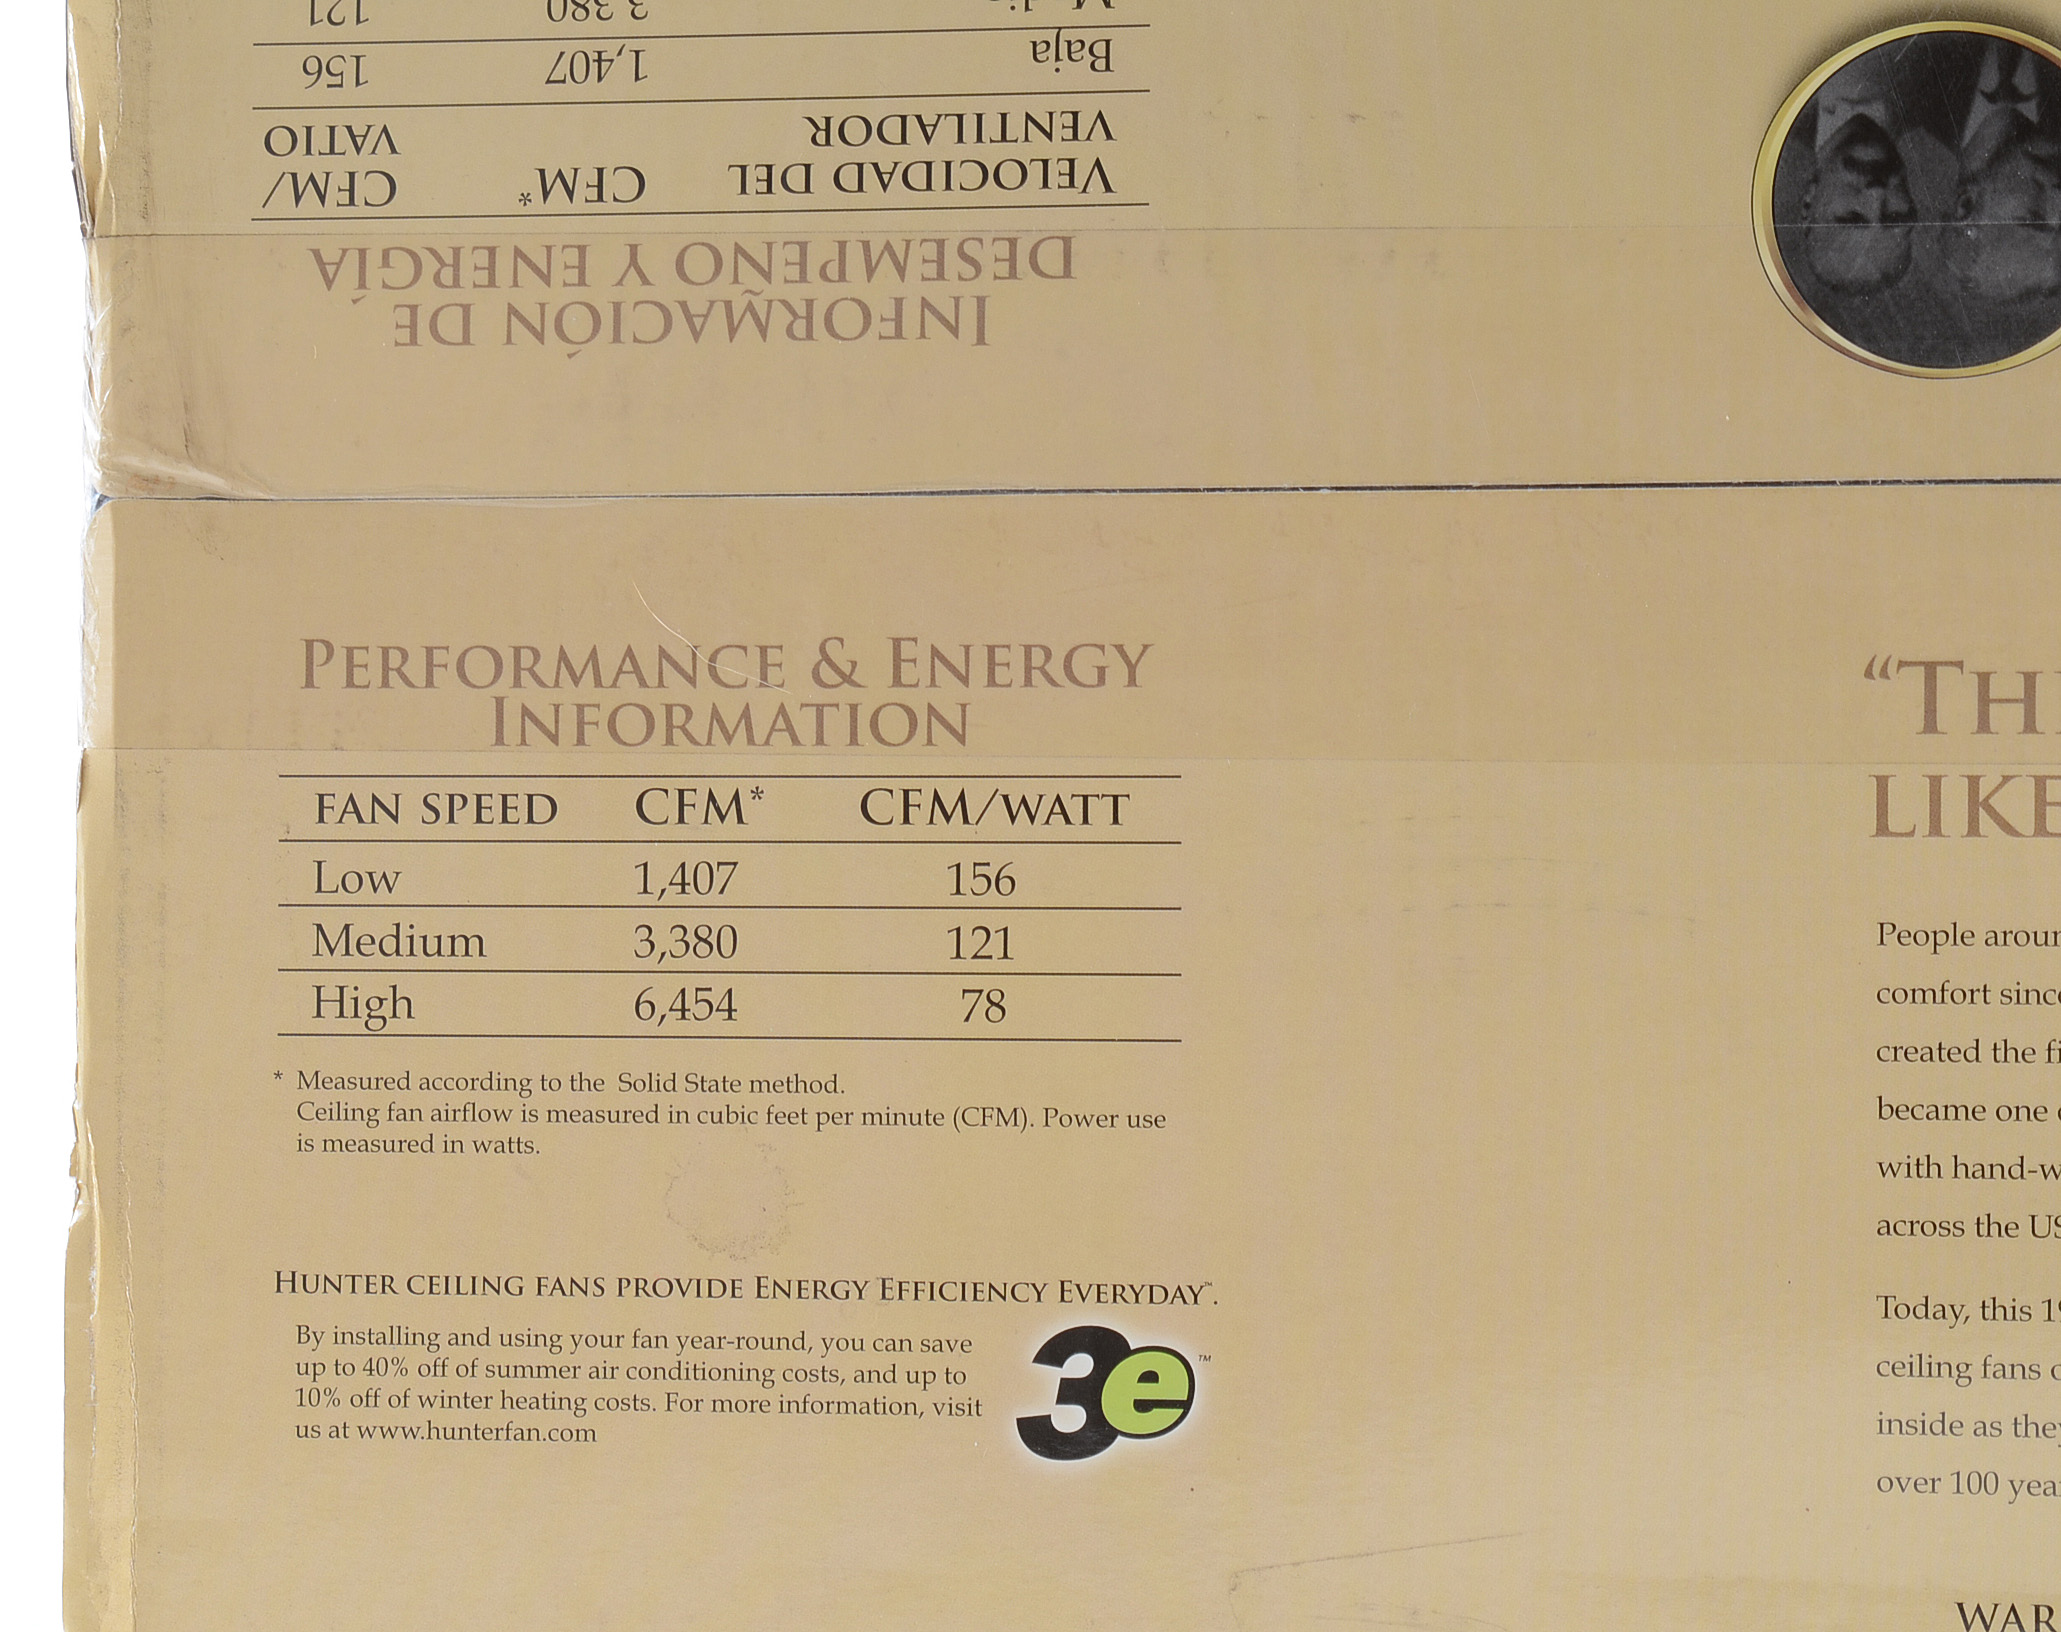 INFORMACIÓN DE
DESEMPEÑO Y ENERGÍA
VELOCIDAD DEL VENTILADOR CFM* CFM/ VATIO
Baja 1,407 156
3,380 121
PERFORMANCE & ENERGY
INFORMATION
FAN SPEED CFM* CFM/WATT
Low 1,407 156
Medium 3,380 121
High 6,454 78
* Measured according to the Solid State method.
Ceiling fan airflow is measured in cubic feet per minute (CFM). Power use
is measured in watts.
HUNTER CEILING FANS PROVIDE ENERGY EFFICIENCY EVERYDAY™.
By installing and using your fan year-round, you can save
up to 40% off of summer air conditioning costs, and up to
10% off of winter heating costs. For more information, visit
us at www.hunterfan.com
3e™
"TH
LIKE
People
comfort
created the
became one
with
across the
Today, this
ceiling fans
inside as
over 100